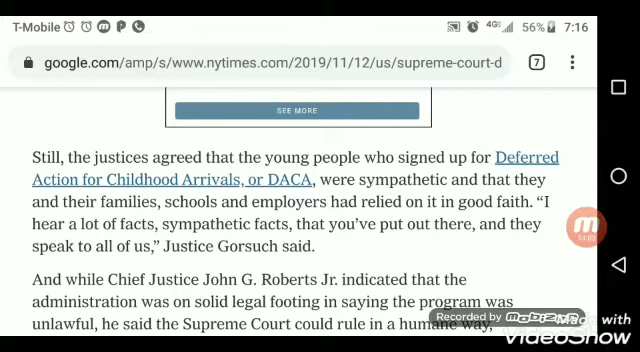 T-Mobile
4G
56%
7:16
google.com/amp/s/www.nytimes.com/2019/11/12/us/supreme-court-d
7
SEE MORE
Still, the justices agreed that the young people who signed up for Deferred
Action for Childhood Arrivals, or DACA, were sympathetic and that they
and their families, schools and employers had relied on it in good faith. “I
hear a lot of facts, sympathetic facts, that you’ve put out there, and they
speak to all of us,” Justice Gorsuch said.
14:03
And while Chief Justice John G. Roberts Jr. indicated that the
administration was on solid legal footing in saying the program was
unlawful, he said the Supreme Court could rule in a humane way,
Recorded by
Made with
VideoShow